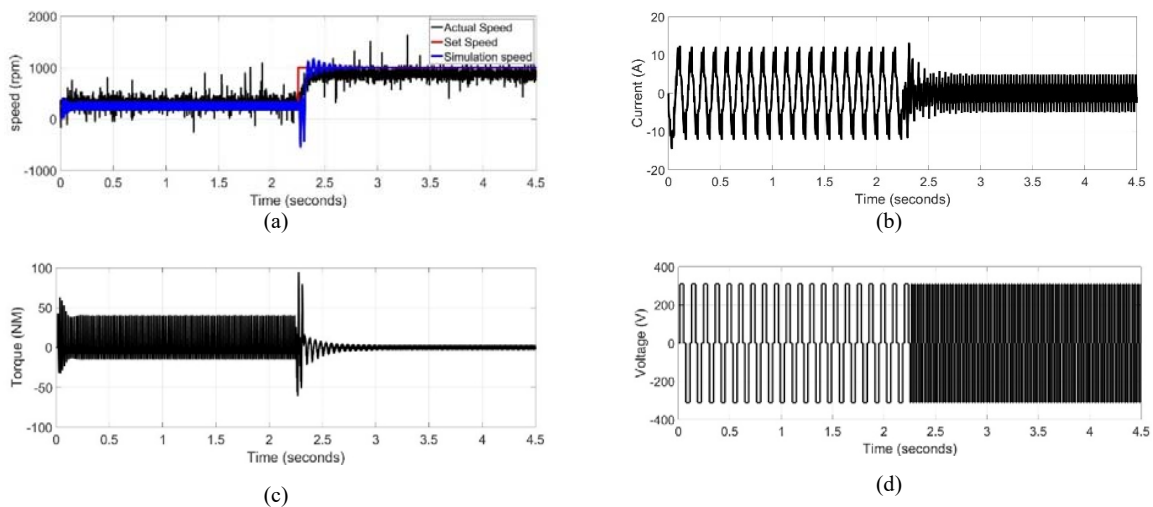 2000
1000
0
-1000
speed (rpm)
Actual Speed
Set Speed
Simulation speed
0 0.5 1 1.5 2 2.5 3 3.5 4 4.5
Time (seconds)
(a)
20
10
0
-10
-20
Current (A)
0 0.5 1 1.5 2 2.5 3 3.5 4 4.5
Time (seconds)
(b)
100
50
0
-50
-100
Torque (NM)
0 0.5 1 1.5 2 2.5 3 3.5 4 4.5
Time (seconds)
(c)
400
200
0
-200
-400
Voltage (V)
0 0.5 1 1.5 2 2.5 3 3.5 4 4.5
Time (seconds)
(d)